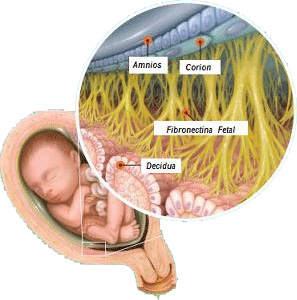 Amnios
Corion
Fibronectina Fetal
Decidua